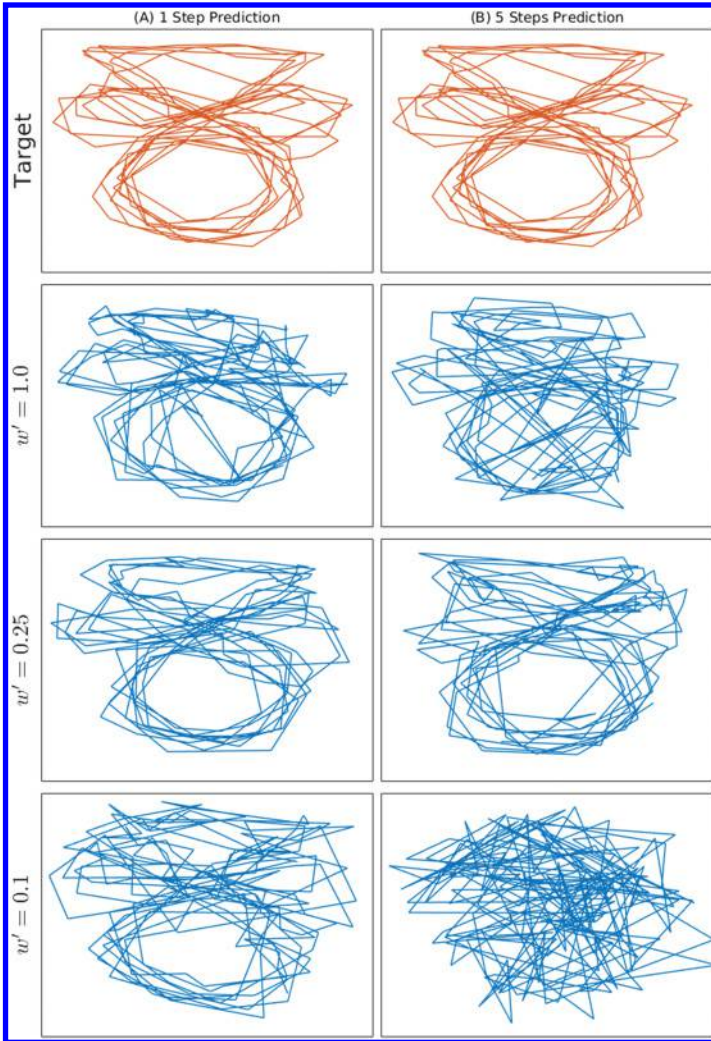 (A) 1 Step Prediction
(B) 5 Steps Prediction
Target
w′ = 1.0
w′ = 0.25
w′ = 0.1